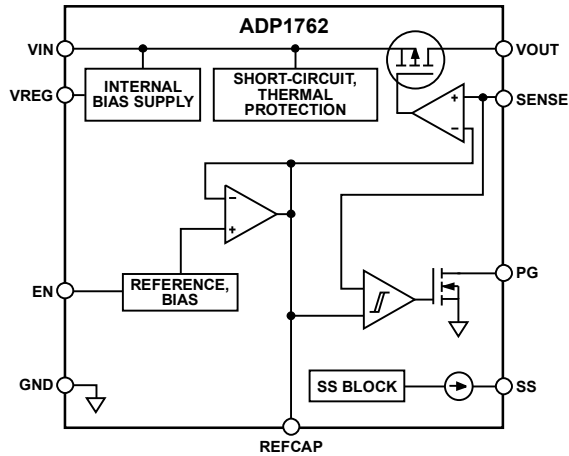 ADP1762
VIN
VOUT
INTERNAL
BIAS SUPPLY
SHORT-CIRCUIT,
THERMAL
PROTECTION
VREG
SENSE
+
−
−
+
EN
REFERENCE,
BIAS
PG
GND
SS BLOCK
SS
REFCAP